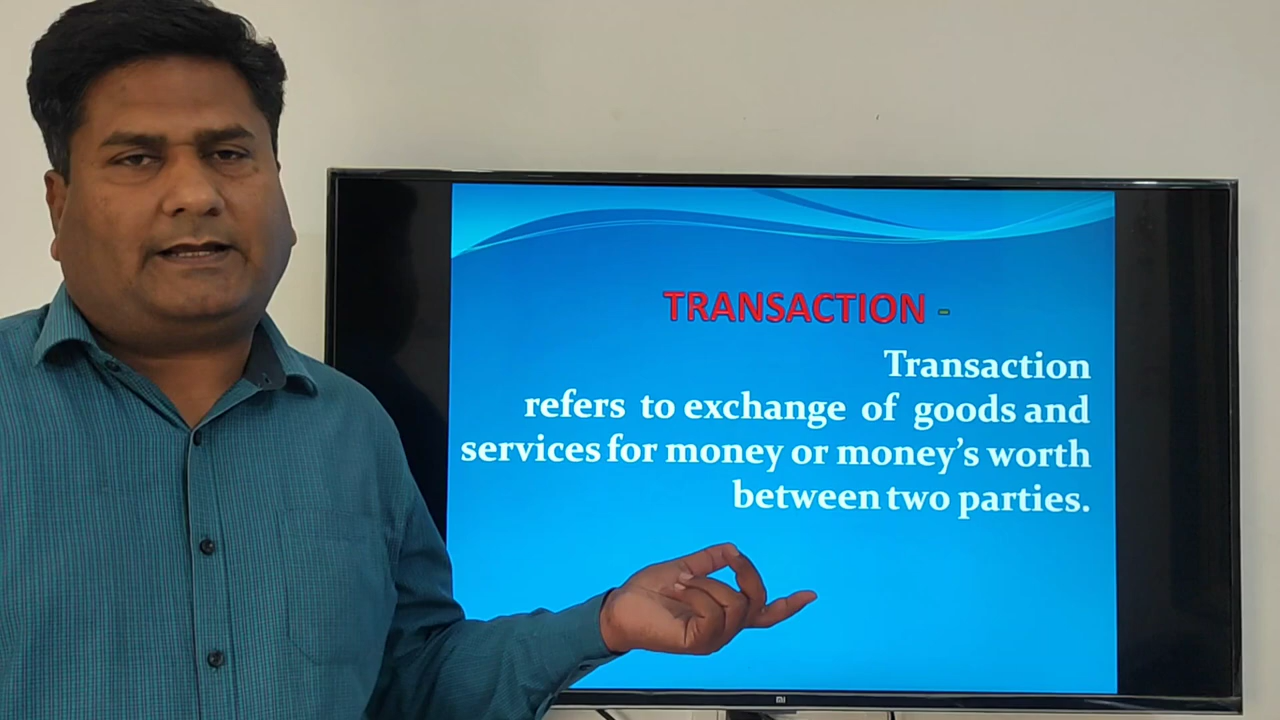 TRANSACTION -
Transaction
refers to exchange of goods and
services for money or money’s worth
between two parties.
mi